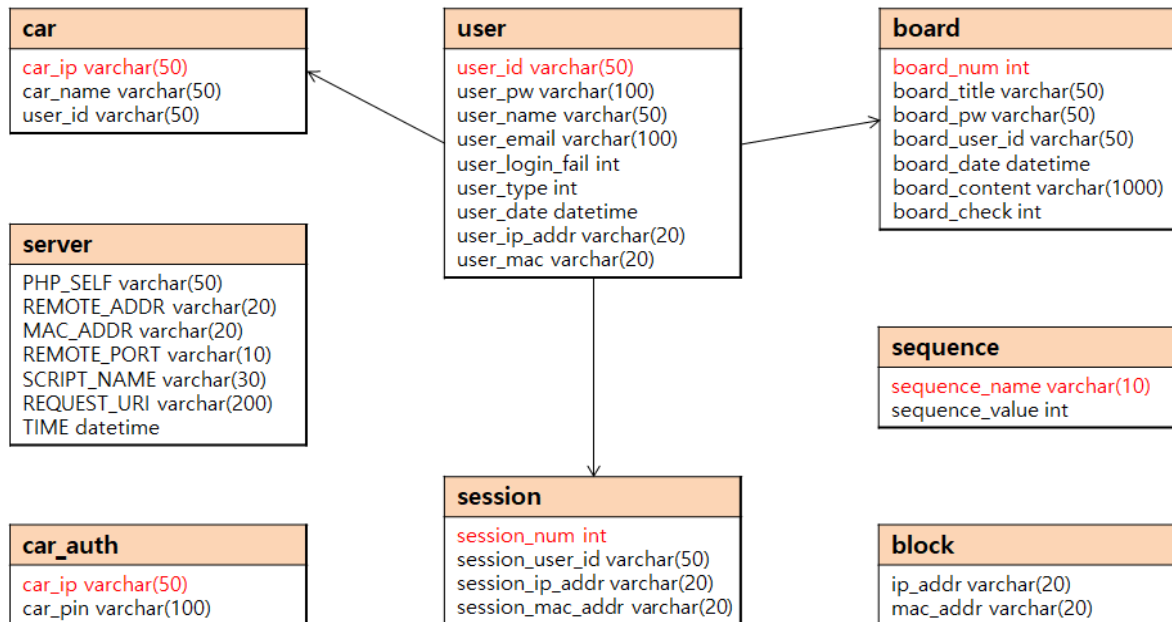 car
car_ip varchar(50)
car_name varchar(50)
user_id varchar(50)
user
user_id varchar(50)
user_pw varchar(100)
user_name varchar(50)
user_email varchar(100)
user_login_fail int
user_type int
user_date datetime
user_ip_addr varchar(20)
user_mac varchar(20)
board
board_num int
board_title varchar(50)
board_pw varchar(50)
board_user_id varchar(50)
board_date datetime
board_content varchar(1000)
board_check int
server
PHP_SELF varchar(50)
REMOTE_ADDR varchar(20)
MAC_ADDR varchar(20)
REMOTE_PORT varchar(10)
SCRIPT_NAME varchar(30)
REQUEST_URI varchar(200)
TIME datetime
sequence
sequence_name varchar(10)
sequence_value int
car_auth
car_ip varchar(50)
car_pin varchar(100)
session
session_num int
session_user_id varchar(50)
session_ip_addr varchar(20)
session_mac_addr varchar(20)
block
ip_addr varchar(20)
mac_addr varchar(20)